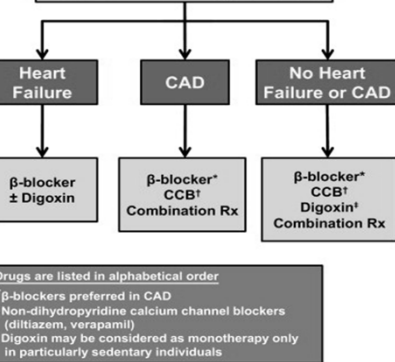 Heart
Failure
CAD
No Heart
Failure or CAD
β-blocker
± Digoxin
β-blocker*
CCB†
Combination Rx
β-blocker*
CCB†
Digoxin‡
Combination Rx
Drugs are listed in alphabetical order
β-blockers preferred in CAD
Non-dihydropyridine calcium channel blockers
(diltiazem, verapamil)
Digoxin may be considered as monotherapy only
in particularly sedentary individuals